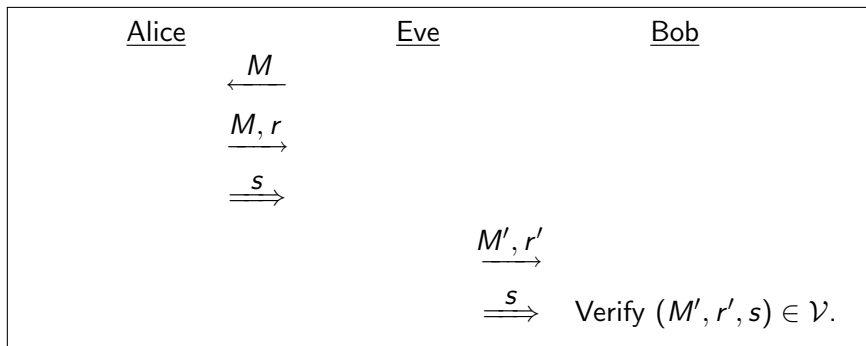 Alice Eve Bob
M
M, r
s
M′, r′
s Verify (M′, r′, s) ∈ 𝒱.